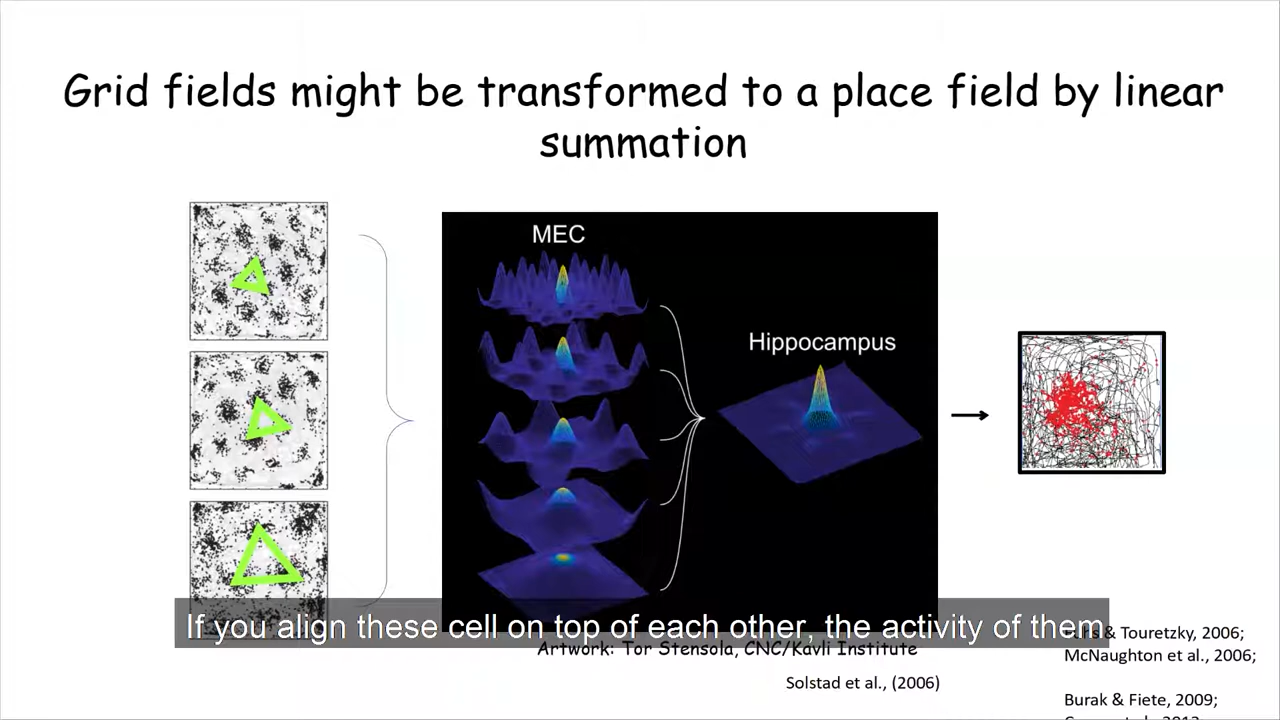 Grid fields might be transformed to a place field by linear
summation
MEC
Hippocampus
If you align these cell on top of each other, the activity of them
Artwork: Tor Stensola, CNC/Kavli Institute
Solstad et al., (2006)
& Touretzky, 2006;
McNaughton et al., 2006;
Burak & Fiete, 2009;